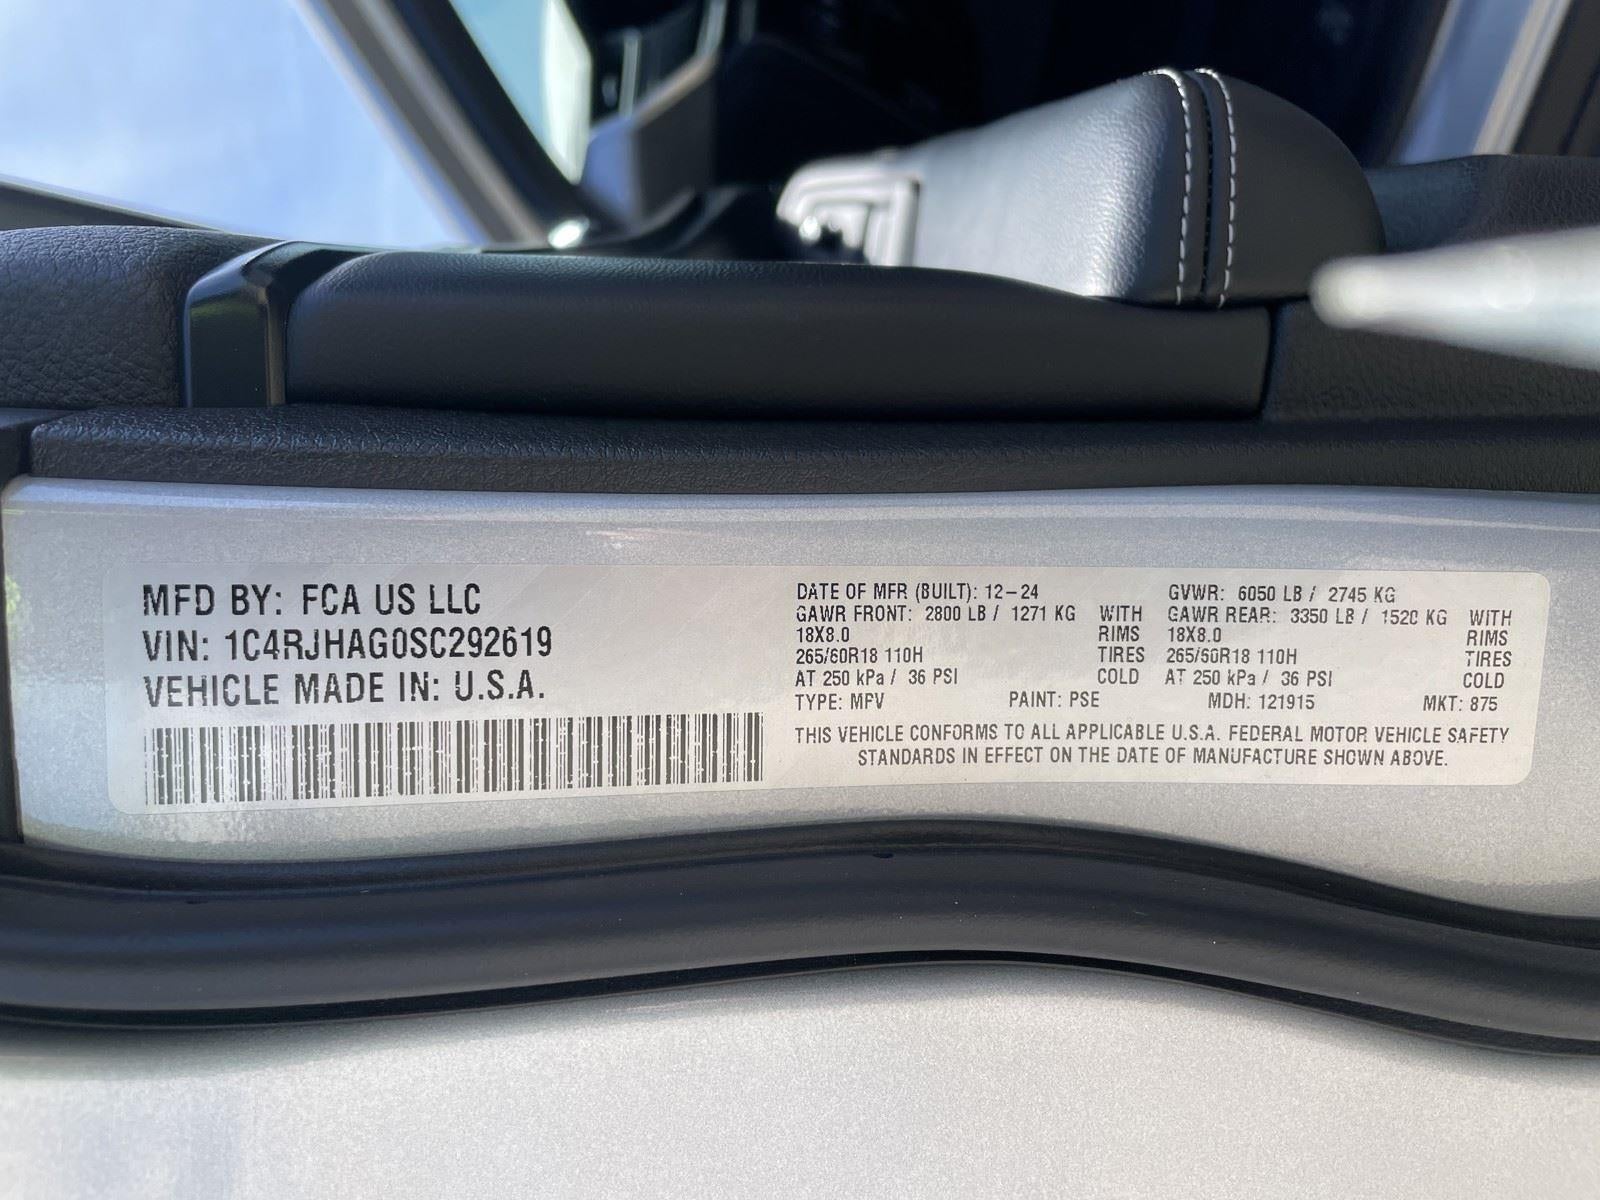 MFD BY: FCA US LLC
VIN: 1C4RJHAG0SC292619
VEHICLE MADE IN: U.S.A.
DATE OF MFR (BUILT): 12-24 GVWR: 6050 LB / 2745 KG
GAWR FRONT: 2800 LB / 1271 KG WITH GAWR REAR: 3350 LB / 1520 KG WITH
18X8.0 RIMS 18X8.0 RIMS
265/60R18 110H TIRES 265/60R18 110H TIRES
AT 250 kPa / 36 PSI COLD AT 250 kPa / 36 PSI COLD
TYPE: MPV PAINT: PSE MDH: 121915 MKT: 875
THIS VEHICLE CONFORMS TO ALL APPLICABLE U.S.A. FEDERAL MOTOR VEHICLE SAFETY
STANDARDS IN EFFECT ON THE DATE OF MANUFACTURE SHOWN ABOVE.